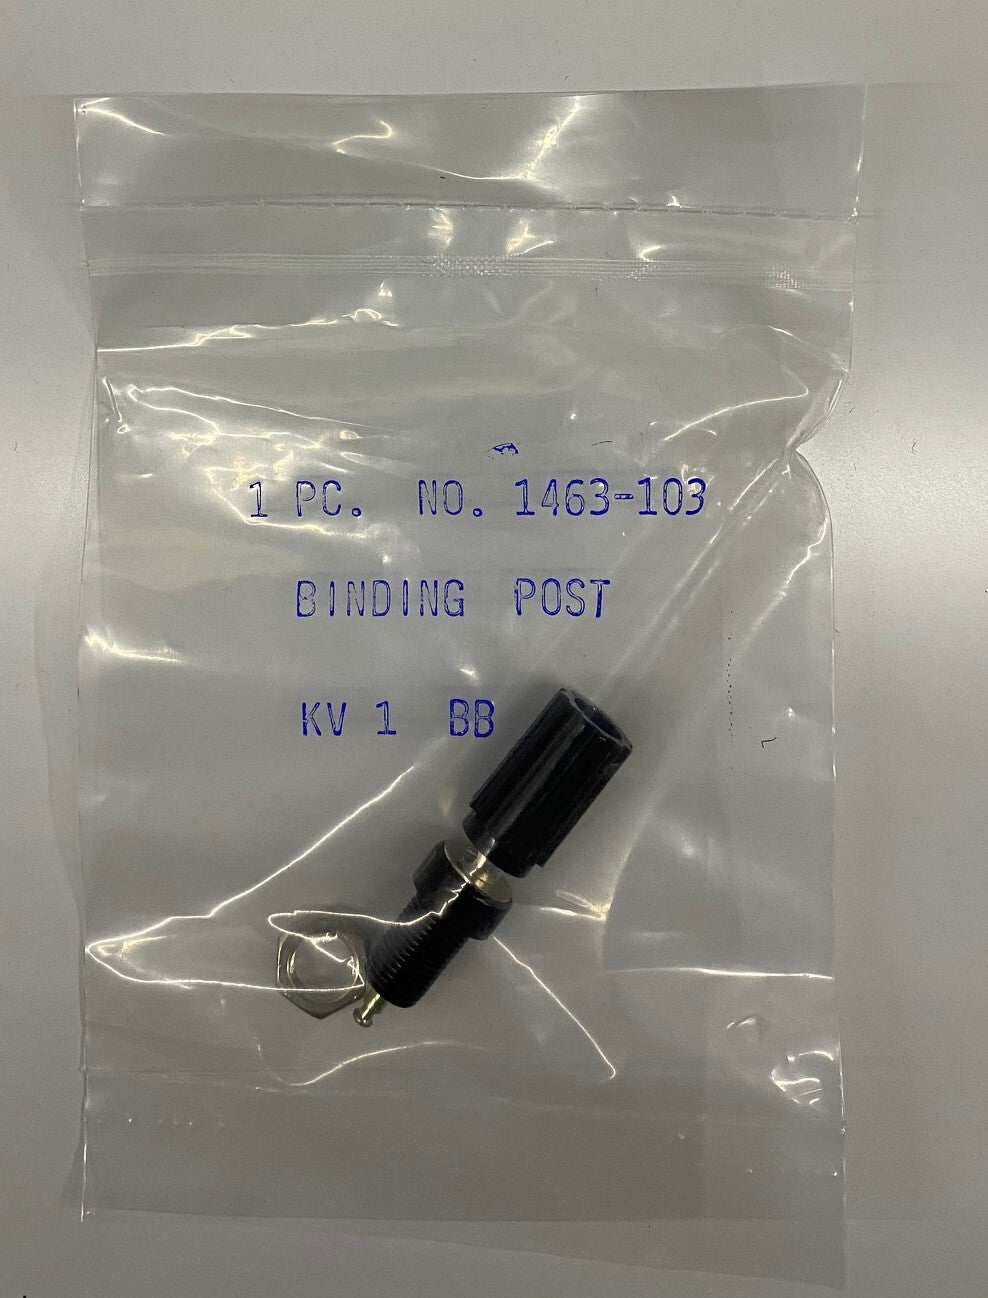 1 PC. NO. 1463-103
BINDING POST
KV 1 BB